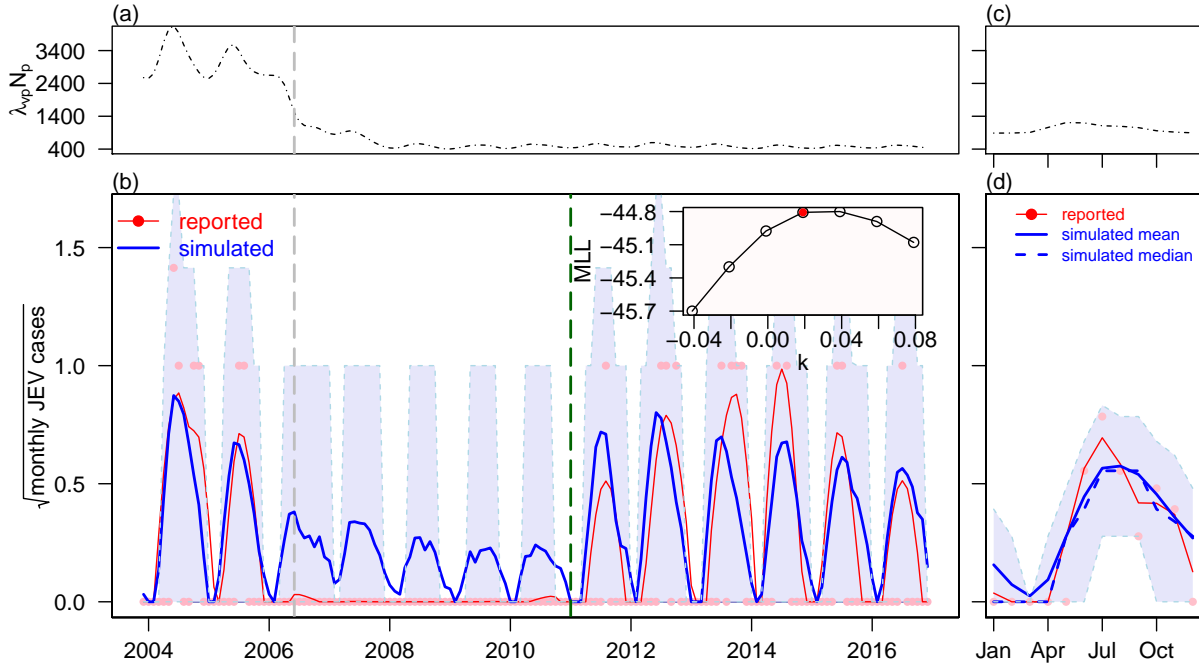 (a)
(c)
λvpNp
3400
2400
1400
400
(b)
(d)
√monthly JEV cases
1.5
1.0
0.5
0.0
reported
simulated
MLL
−44.8
−45.1
−45.4
−45.7
−0.04 0.00 0.04 0.08
k
reported
simulated mean
simulated median
2004 2006 2008 2010 2012 2014 2016
Jan Apr Jul Oct